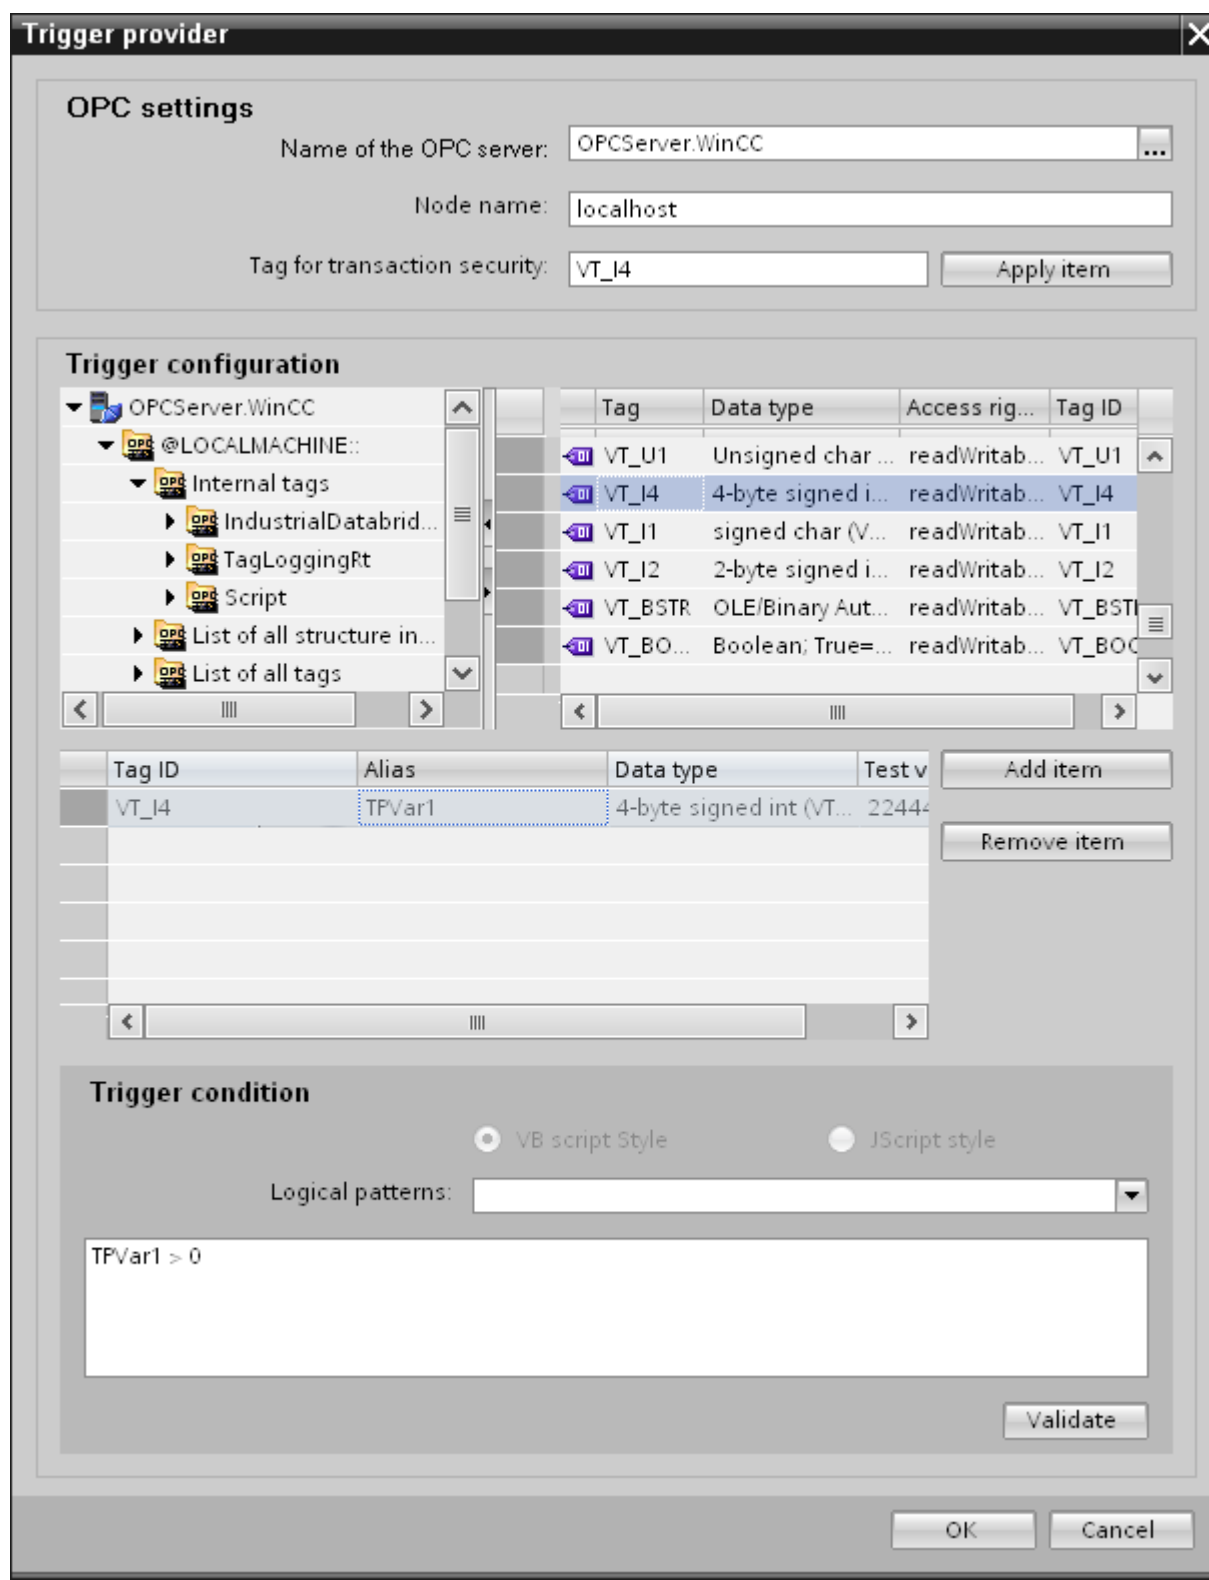 Trigger provider
OPC settings
Name of the OPC server: OPCServer.WinCC ...
Node name: localhost
Tag for transaction security: VT_I4 Apply item
Trigger configuration
OPCServer.WinCC
@LOCALMACHINE::
Internal tags
IndustrialDatabrid...
TagLoggingRt
Script
List of all structure in...
List of all tags
Tag Data type Access rig... Tag ID
VT_U1 Unsigned char ... readWritab... VT_U1
VT_I4 4-byte signed i... readWritab... VT_I4
VT_I1 signed char (V... readWritab... VT_I1
VT_I2 2-byte signed i... readWritab... VT_I2
VT_BSTR OLE/Binary Aut... readWritab... VT_BST
VT_BO... Boolean; True=... readWritab... VT_BOO
Tag ID Alias Data type Test v
VT_I4 TPVar1 4-byte signed int (VT... 22444
Add item
Remove item
Trigger condition
VB script Style JScript style
Logical patterns:
TPVar1 > 0
Validate
OK Cancel